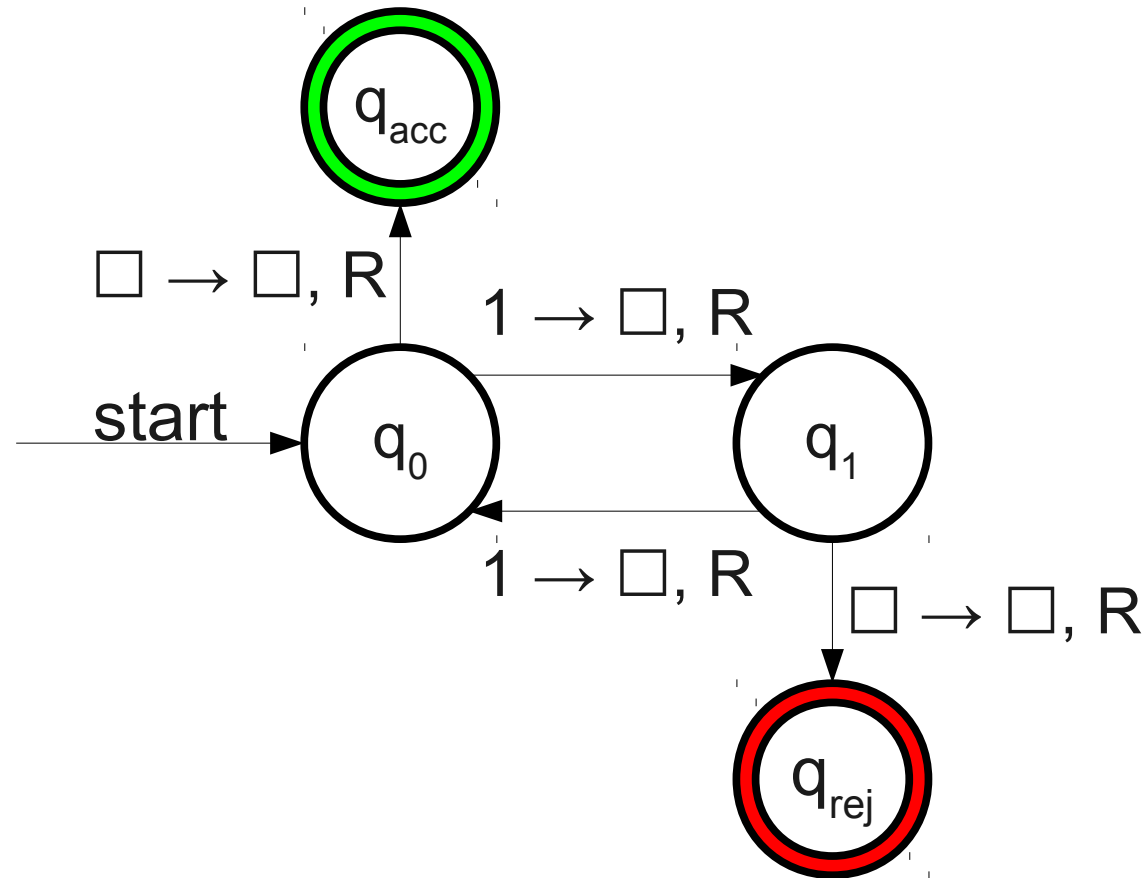 q_acc
□ → □, R
1 → □, R
start
q_0
q_1
1 → □, R
□ → □, R
q_rej